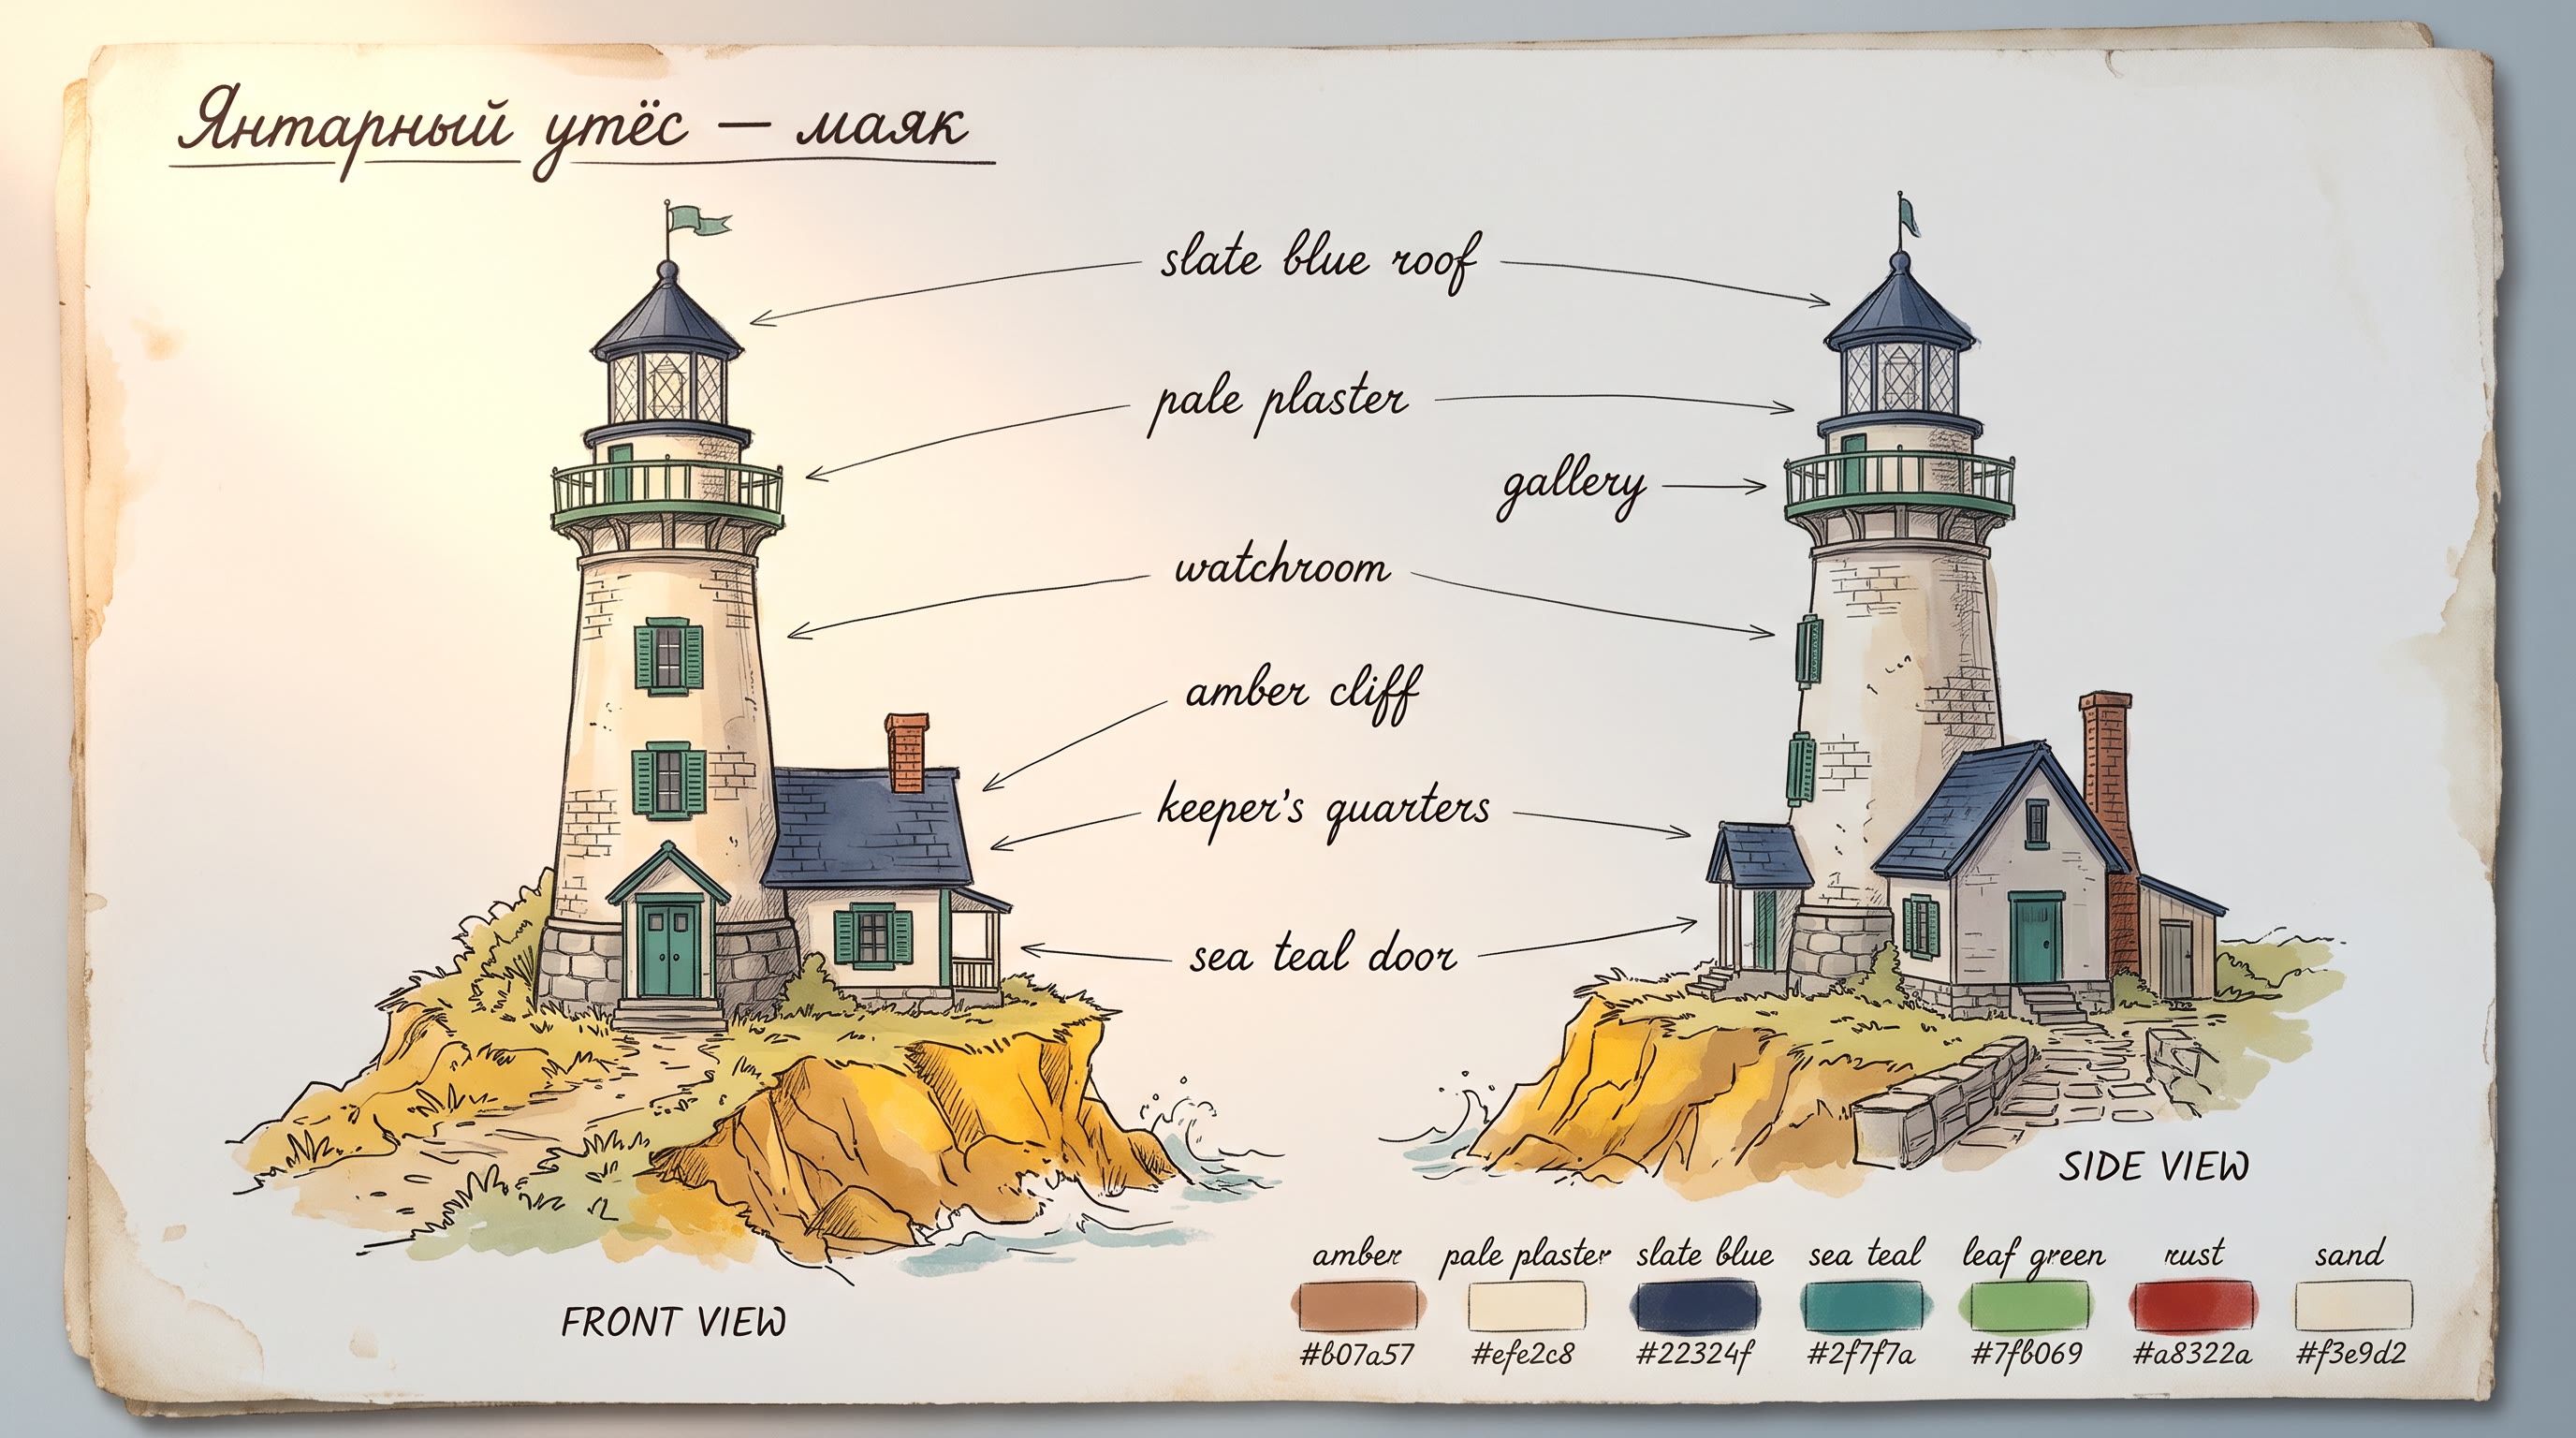 Янтарный утёс — маяк
slate blue roof
pale plaster
gallery
watchroom
amber cliff
keeper's quarters
sea teal door
SIDE VIEW
FRONT VIEW
amber pale plaster slate blue sea teal leaf green rust sand
#b07a57 #efe2c8 #22324f #2f7f7a #7fb069 #a8322a #f3e9d2